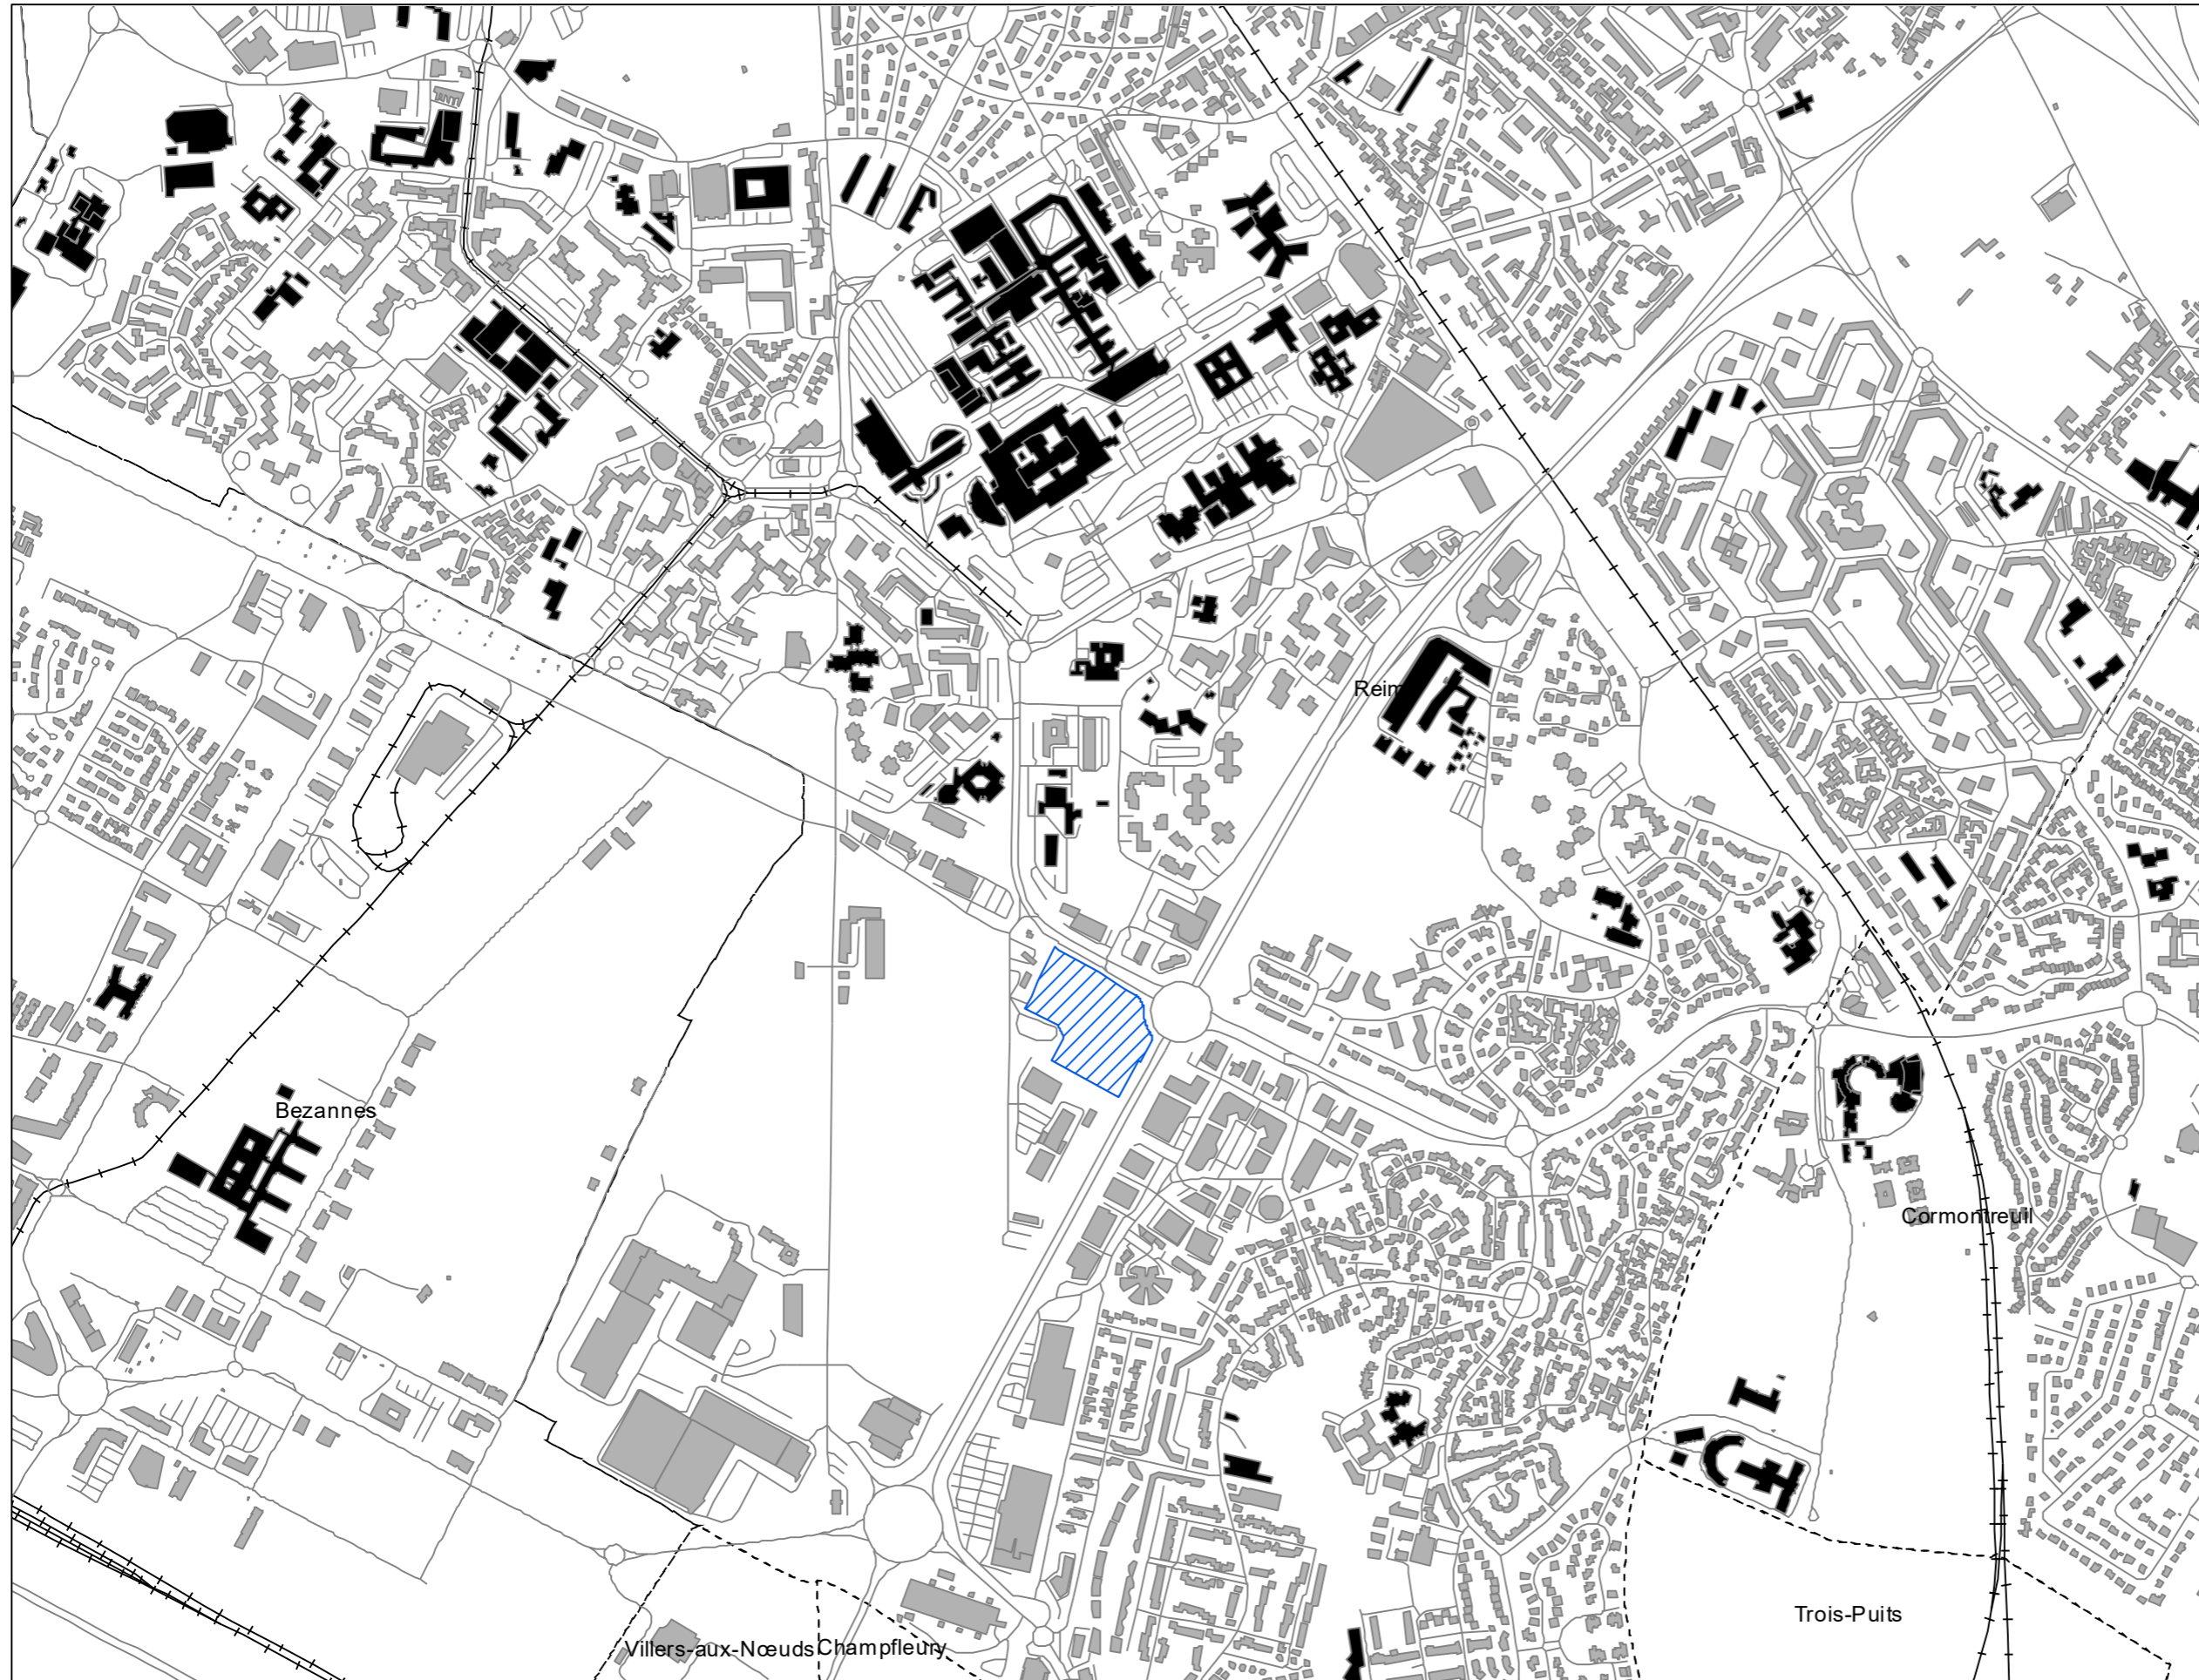 Reim
Bezannes
Cormontreuil
Trois-Puits
Villers-aux-Nœuds
Champfleury